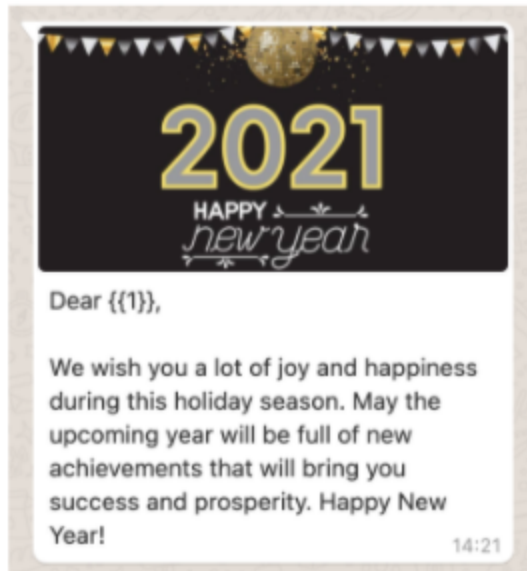 2021
HAPPY
new year
Dear {{1}},
We wish you a lot of joy and happiness
during this holiday season. May the
upcoming year will be full of new
achievements that will bring you
success and prosperity. Happy New
Year!
14:21